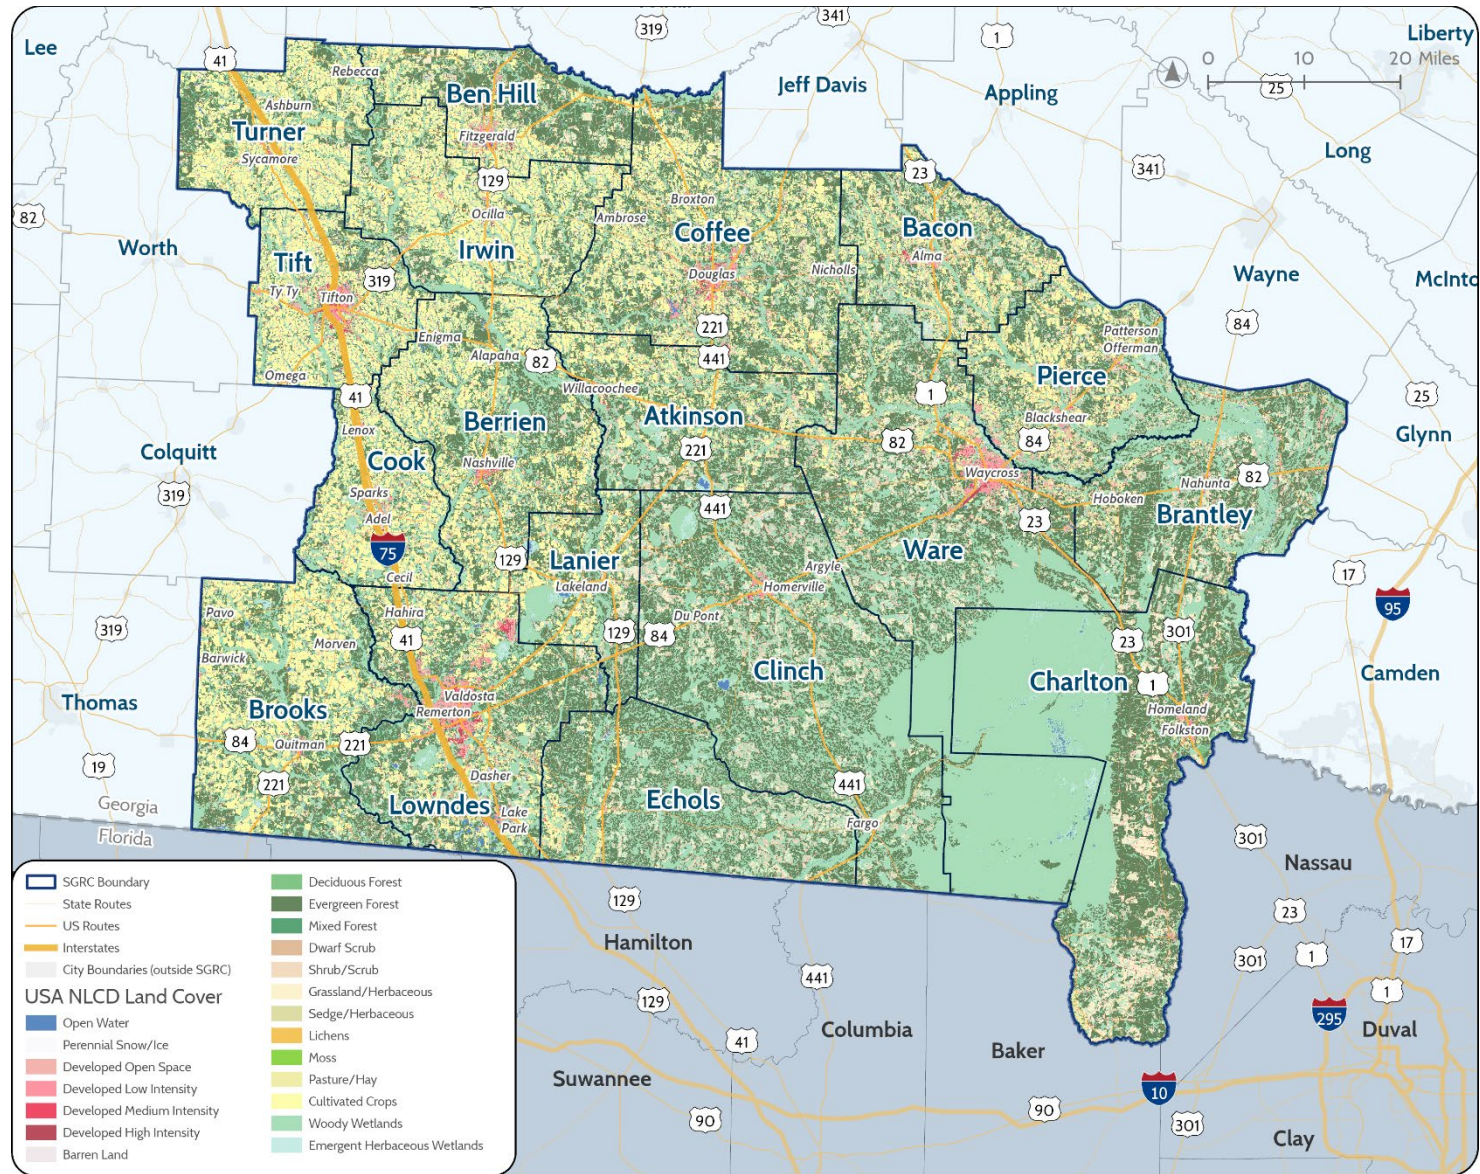 319
341
1
Lee
41
Liberty
0
10
20 Miles
Rebecca
Ben Hill
Jeff Davis
Appling
25
Ashburn
Turner
Sycamore
Fitzgerald
Long
23
341
129
Broxton
82
Ocilla
Ambrose
Coffee
Bacon
Worth
Irwin
Alma
Tift
Nicholls
Wayne
McInto
319
Douglas
Ty Ty
Tifton
221
84
Enigma
Patterson
Offerman
Alapaha
82
441
Omega
Willacoochee
Pierce
41
1
25
Lenox
Berrien
Atkinson
Blackshear
Glynn
Colquitt
221
82
84
Cook
Nashville
Waycross
82
319
Sparks
Nahunta
Hoboken
441
Adel
Brantley
23
75
129
Lanier
Ware
Argyle
17
Cecil
Lakeland
Homerville
95
Pavo
Hahira
Du Pont
319
41
129
84
23
301
Morven
Barwick
Clinch
Camden
Charlton
1
Thomas
Valdosta
Brooks
Remerton
Homeland
Folkston
84
Quitman
221
19
Dasher
221
441
Georgia
Lowndes
Echols
Lake
Park
Fargo
Florida
301
Nassau
129
23
Hamilton
17
301
1
441
129
1
295
Columbia
41
Duval
Baker
Suwannee
10
90
90
301
Clay
SGRC Boundary
State Routes
US Routes
Interstates
City Boundaries (outside SGRC)
USA NLCD Land Cover
Open Water
Perennial Snow/Ice
Developed Open Space
Developed Low Intensity
Developed Medium Intensity
Developed High Intensity
Barren Land
Deciduous Forest
Evergreen Forest
Mixed Forest
Dwarf Scrub
Shrub/Scrub
Grassland/Herbaceous
Sedge/Herbaceous
Lichens
Moss
Pasture/Hay
Cultivated Crops
Woody Wetlands
Emergent Herbaceous Wetlands